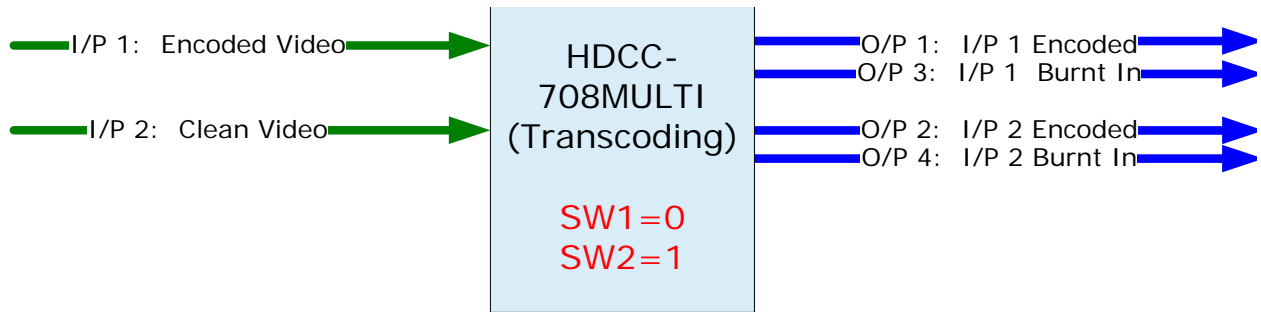 I/P 1:  Encoded Video
I/P 2:  Clean Video
HDCC-
708MULTI
(Transcoding)
SW1=0
SW2=1
O/P 1:  I/P 1 Encoded
O/P 3:  I/P 1  Burnt In
O/P 2:  I/P 2 Encoded
O/P 4:  I/P 2 Burnt In